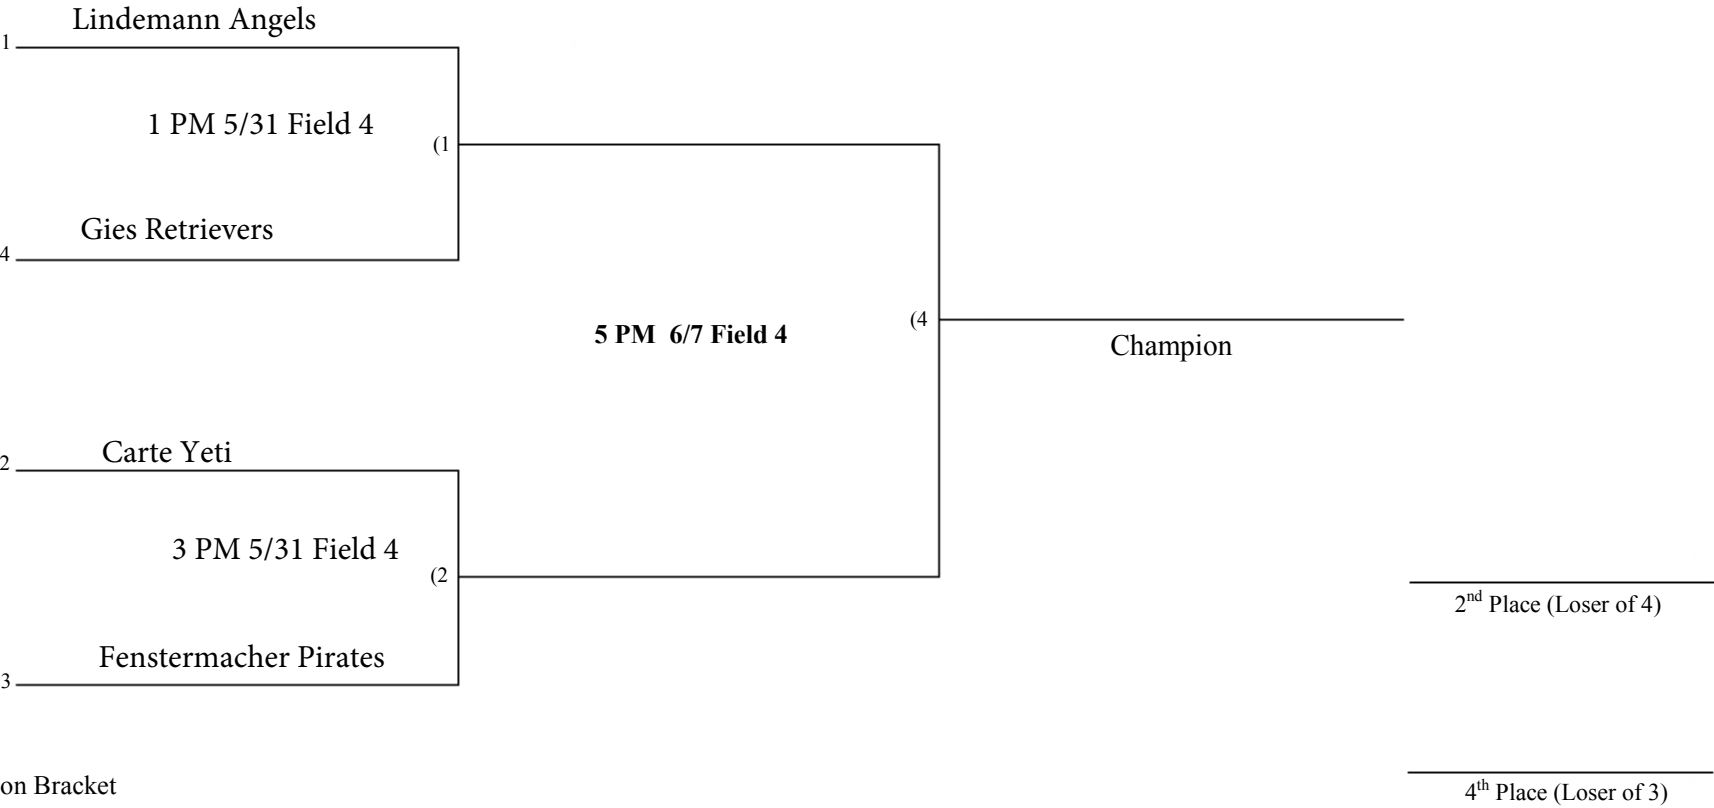 Lindemann Angels
1
1 PM 5/31 Field 4
(1
Gies Retrievers
4
5 PM 6/7 Field 4
(4
Champion
Carte Yeti
2
3 PM 5/31 Field 4
(2
2nd Place (Loser of 4)
Fenstermacher Pirates
3
on Bracket
4th Place (Loser of 3)